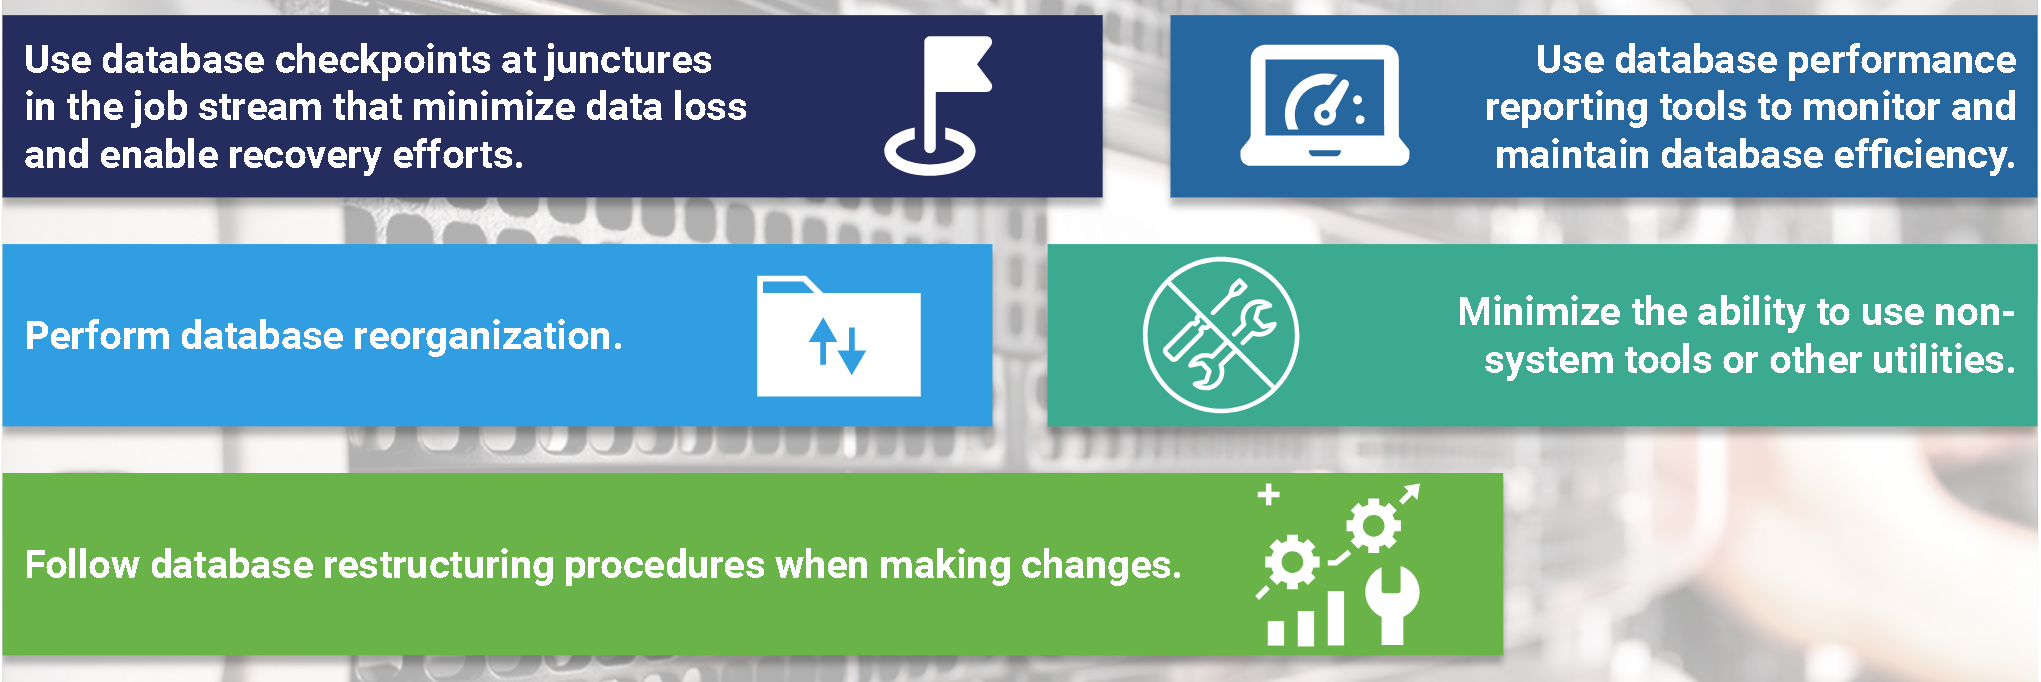 Use database checkpoints at junctures
in the job stream that minimize data loss
and enable recovery efforts.
Use database performance
reporting tools to monitor and
maintain database efficiency.
Perform database reorganization.
Minimize the ability to use non-
system tools or other utilities.
Follow database restructuring procedures when making changes.